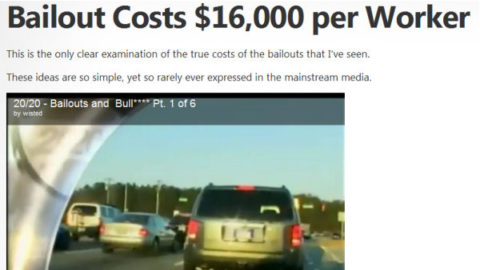 Bailout Costs $16,000 per Worker
This is the only clear examination of the true costs of the bailouts that I've seen.
These ideas are so simple, yet so rarely ever expressed in the mainstream media.
20/20 - Bailouts and Bull**** Pt. 1 of 6
by wisted